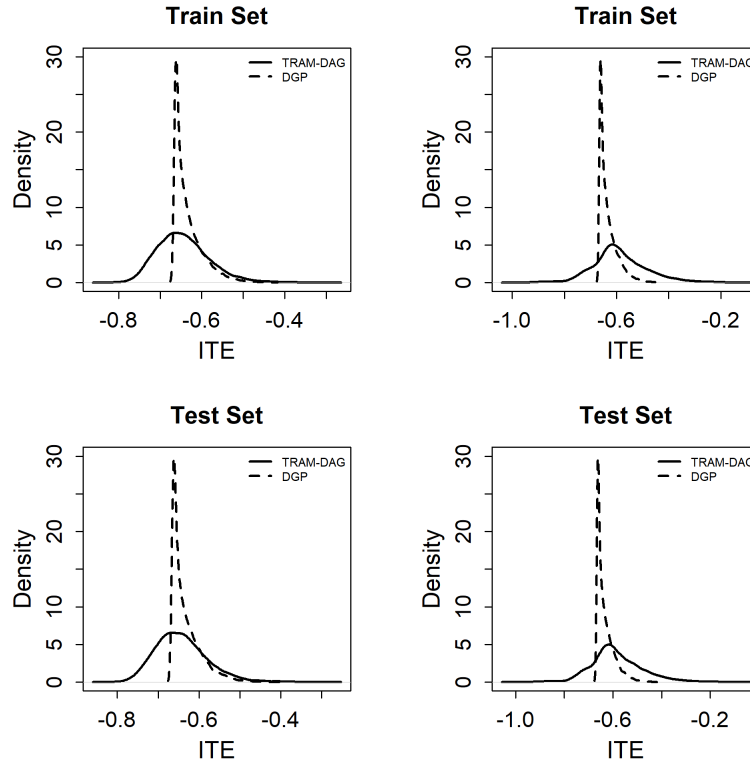 Train Set
Density
0
5
10
20
30
-0.8
-0.6
-0.4
ITE
TRAM-DAG
DGP
Train Set
Density
0
5
10
20
30
-1.0
-0.6
-0.2
ITE
TRAM-DAG
DGP
Test Set
Density
0
5
10
20
30
-0.8
-0.6
-0.4
ITE
TRAM-DAG
DGP
Test Set
Density
0
5
10
20
30
-1.0
-0.6
-0.2
ITE
TRAM-DAG
DGP